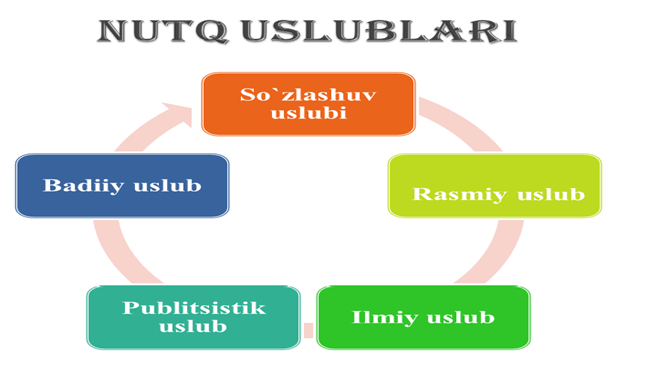 NUTQ USLUBLARI
So`zlashuv
uslubi
Rasmiy uslub
Ilmiy uslub
Publitsistik
uslub
Badiiy uslub